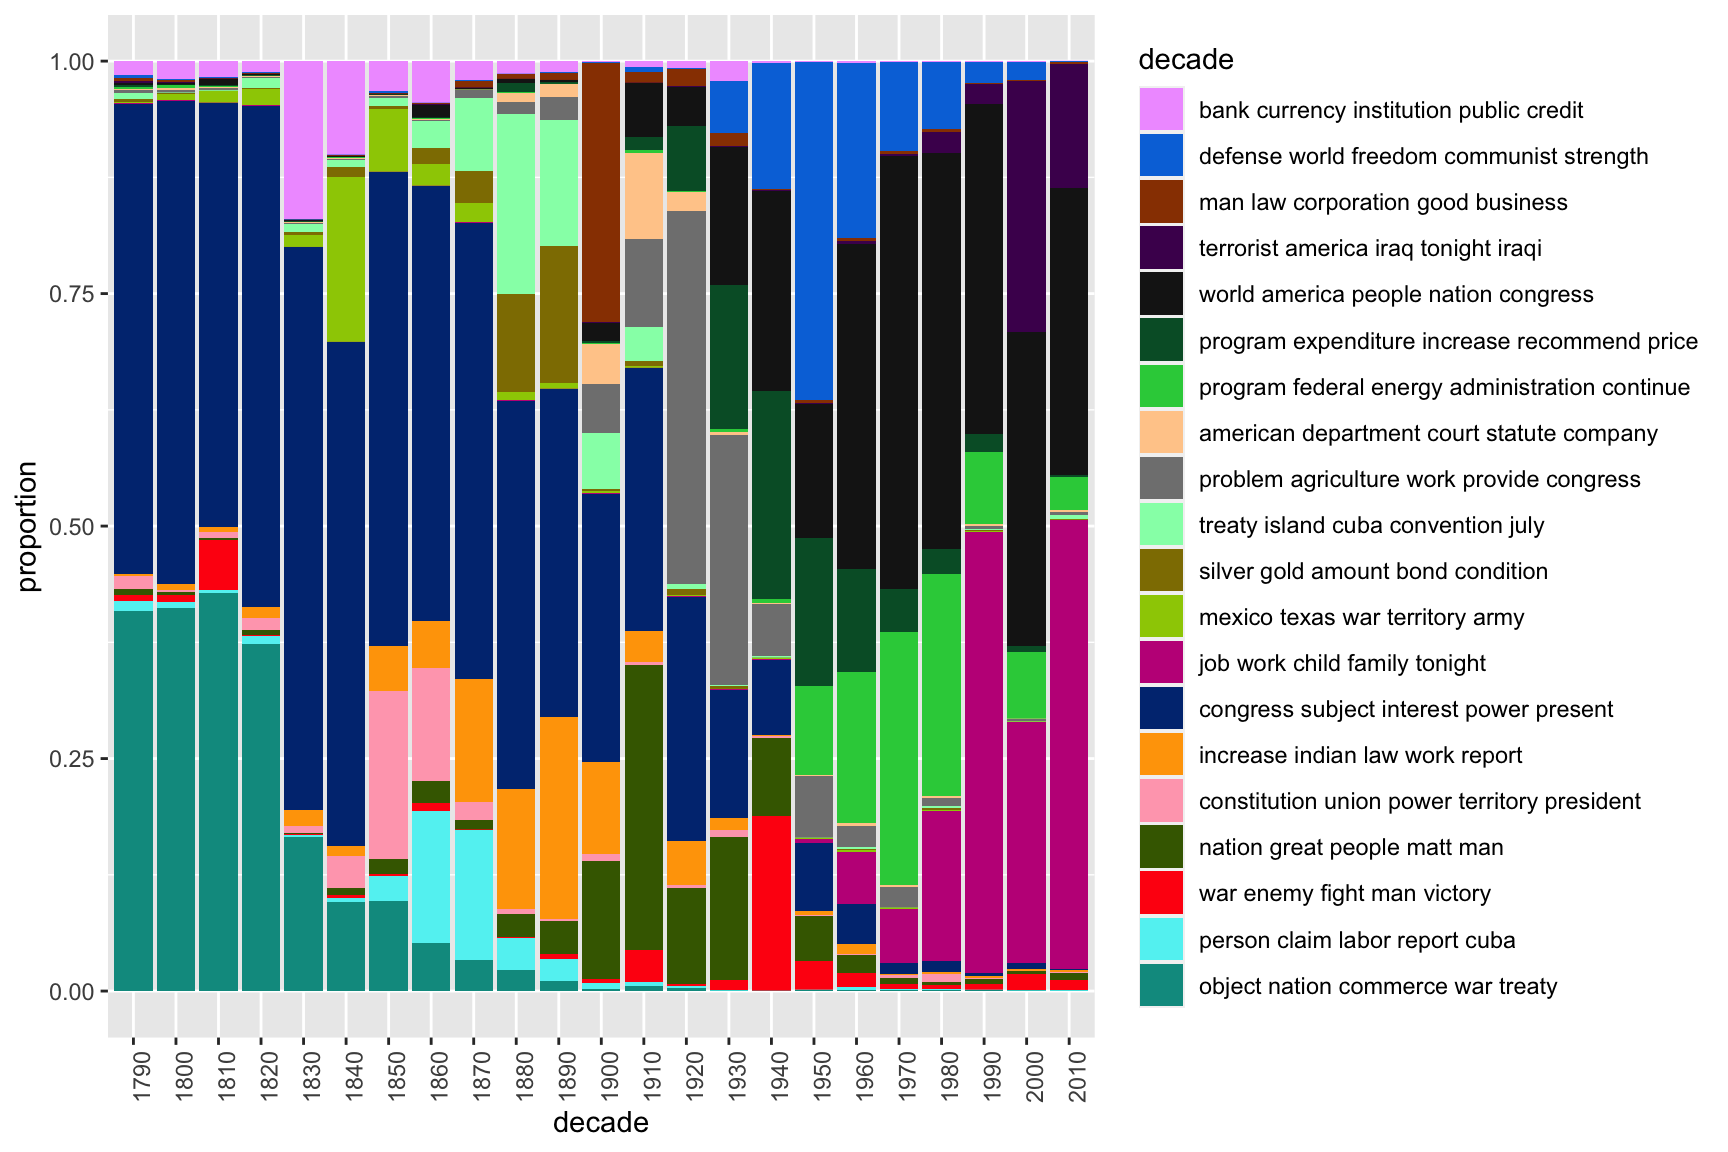 1.00
0.75
0.50
0.25
0.00
proportion
1790
1800
1810
1820
1830
1840
1850
1860
1870
1880
1890
1900
1910
1920
1930
1940
1950
1960
1970
1980
1990
2000
2010
decade
decade
bank currency institution public credit
defense world freedom communist strength
man law corporation good business
terrorist america iraq tonight iraqi
world america people nation congress
program expenditure increase recommend price
program federal energy administration continue
american department court statute company
problem agriculture work provide congress
treaty island cuba convention july
silver gold amount bond condition
mexico texas war territory army
job work child family tonight
congress subject interest power present
increase indian law work report
constitution union power territory president
nation great people matt man
war enemy fight man victory
person claim labor report cuba
object nation commerce war treaty